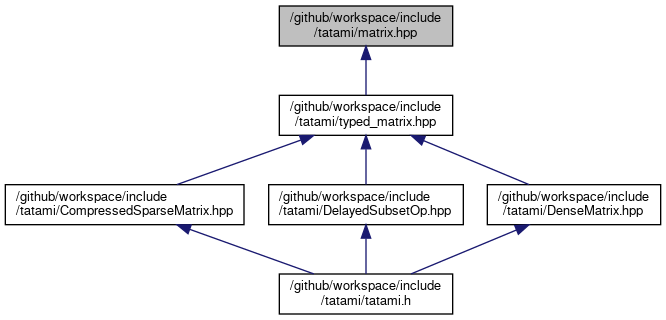 /github/workspace/include
/tatami/matrix.hpp
/github/workspace/include
/tatami/typed_matrix.hpp
/github/workspace/include
/tatami/CompressedSparseMatrix.hpp
/github/workspace/include
/tatami/DelayedSubsetOp.hpp
/github/workspace/include
/tatami/DenseMatrix.hpp
/github/workspace/include
/tatami/tatami.h